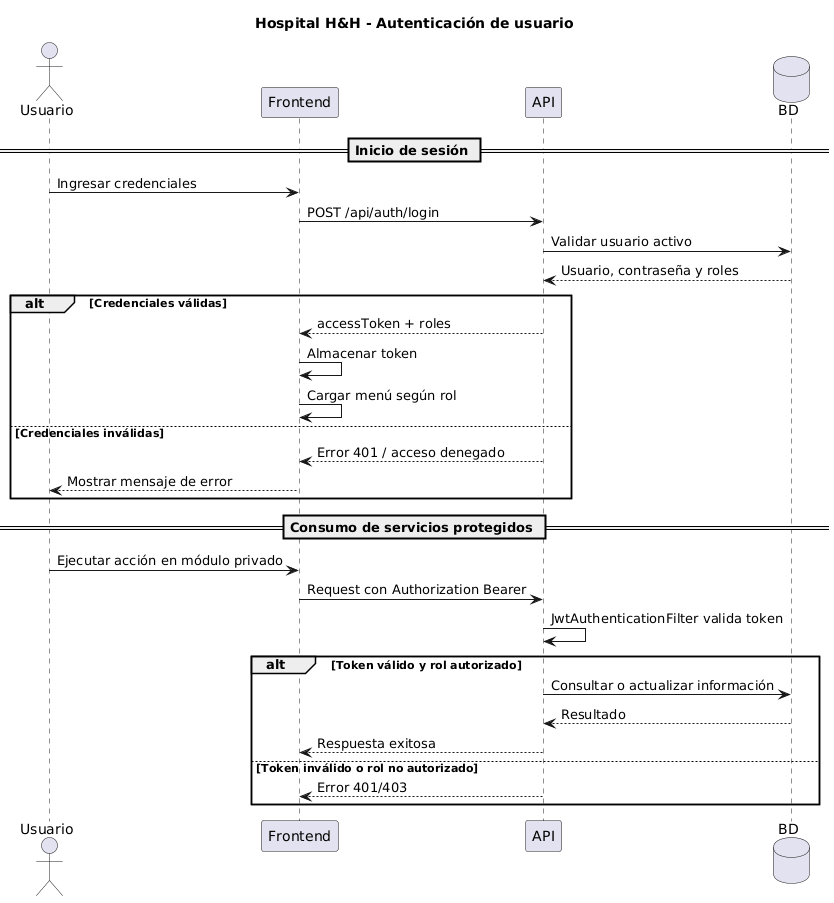 Hospital H&H - Autenticación de usuario
Usuario
Frontend
API
BD
Inicio de sesión
Ingresar credenciales
POST /api/auth/login
Validar usuario activo
Usuario, contraseña y roles
alt [Credenciales válidas]
accessToken + roles
Almacenar token
Cargar menú según rol
[Credenciales inválidas]
Error 401 / acceso denegado
Mostrar mensaje de error
Consumo de servicios protegidos
Ejecutar acción en módulo privado
Request con Authorization Bearer
JwtAuthenticationFilter valida token
alt [Token válido y rol autorizado]
Consultar o actualizar información
Resultado
Respuesta exitosa
[Token inválido o rol no autorizado]
Error 401/403
Usuario
Frontend
API
BD